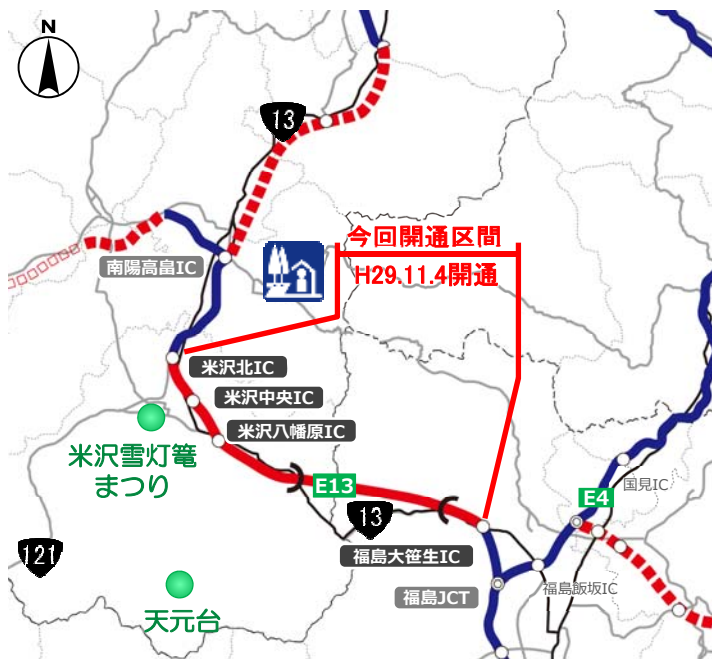 N
13
今回開通区間
H29.11.4開通
南陽高畠IC
米沢北IC
米沢中央IC
米沢八幡原IC
米沢雪灯篭
まつり
E13
国見IC
E4
13
福島大笹生IC
121
福島飯坂IC
福島JCT
天元台